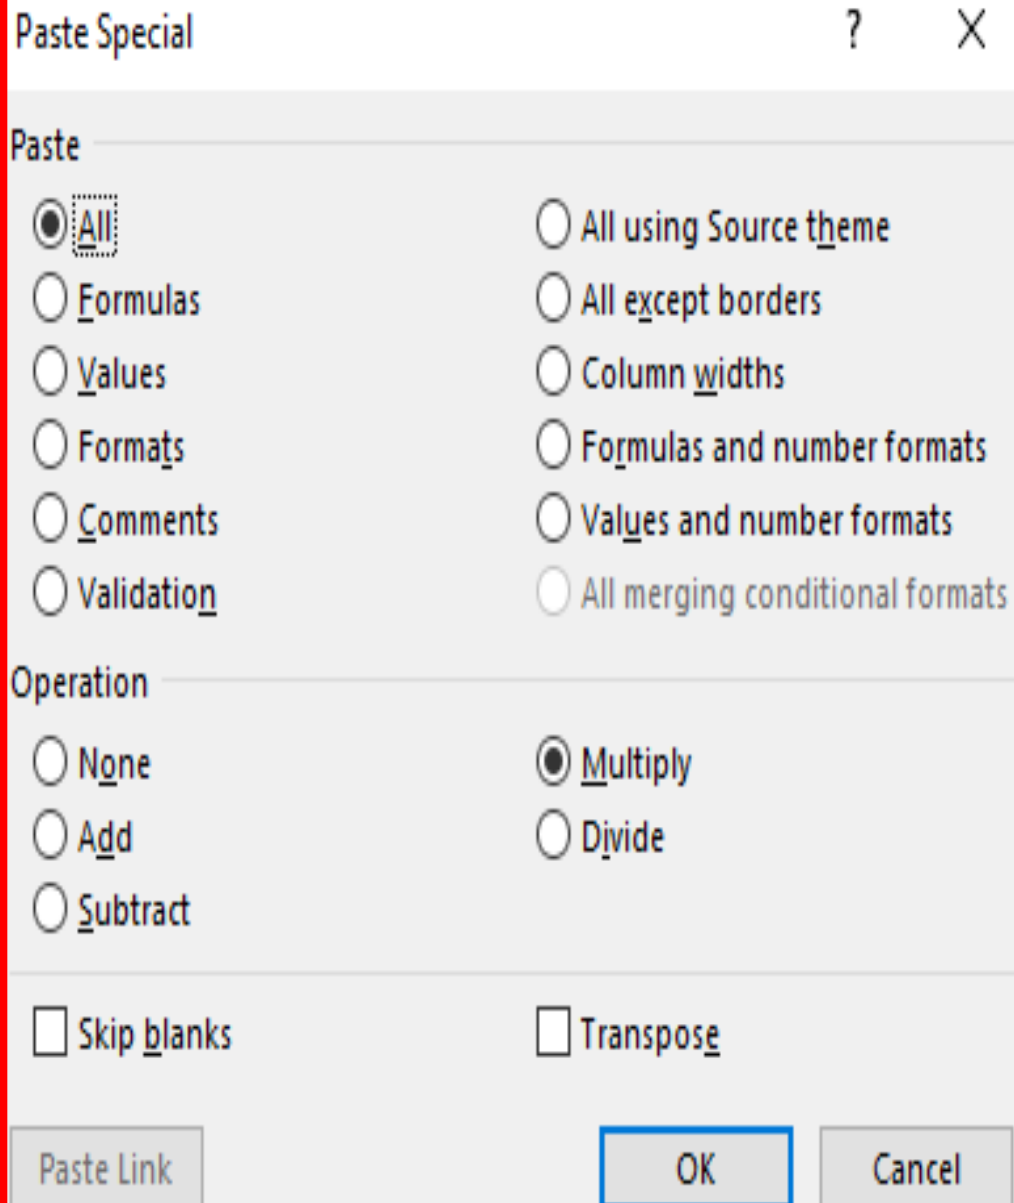 Paste Special ? X
Paste
All All using Source theme
Formulas All except borders
Values Column widths
Formats Formulas and number formats
Comments Values and number formats
Validation All merging conditional formats
Operation
None Multiply
Add Divide
Subtract
Skip blanks Transpose
Paste Link OK Cancel